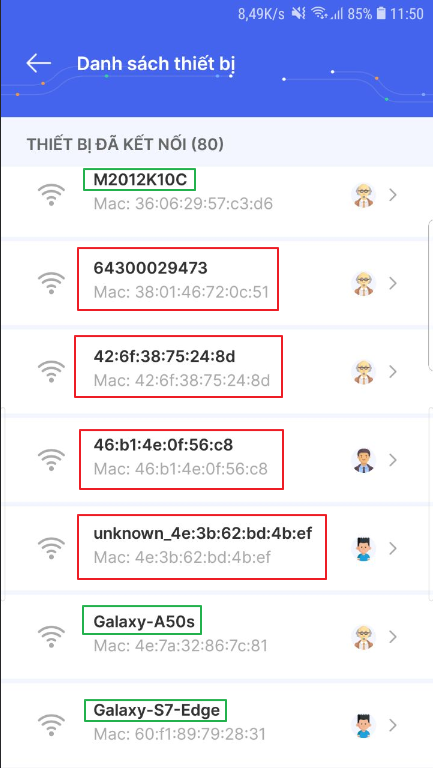 8,49K/s 85% 11:50
Danh sách thiết bị
THIẾT BỊ ĐÃ KẾT NỐI (80)
M2012K10C
Mac: 36:06:29:57:c3:d6
64300029473
Mac: 38:01:46:72:0c:51
42:6f:38:75:24:8d
Mac: 42:6f:38:75:24:8d
46:b1:4e:0f:56:c8
Mac: 46:b1:4e:0f:56:c8
unknown_4e:3b:62:bd:4b:ef
Mac: 4e:3b:62:bd:4b:ef
Galaxy-A50s
Mac: 4e:7a:32:86:7c:81
Galaxy-S7-Edge
Mac: 60:f1:89:79:28:31